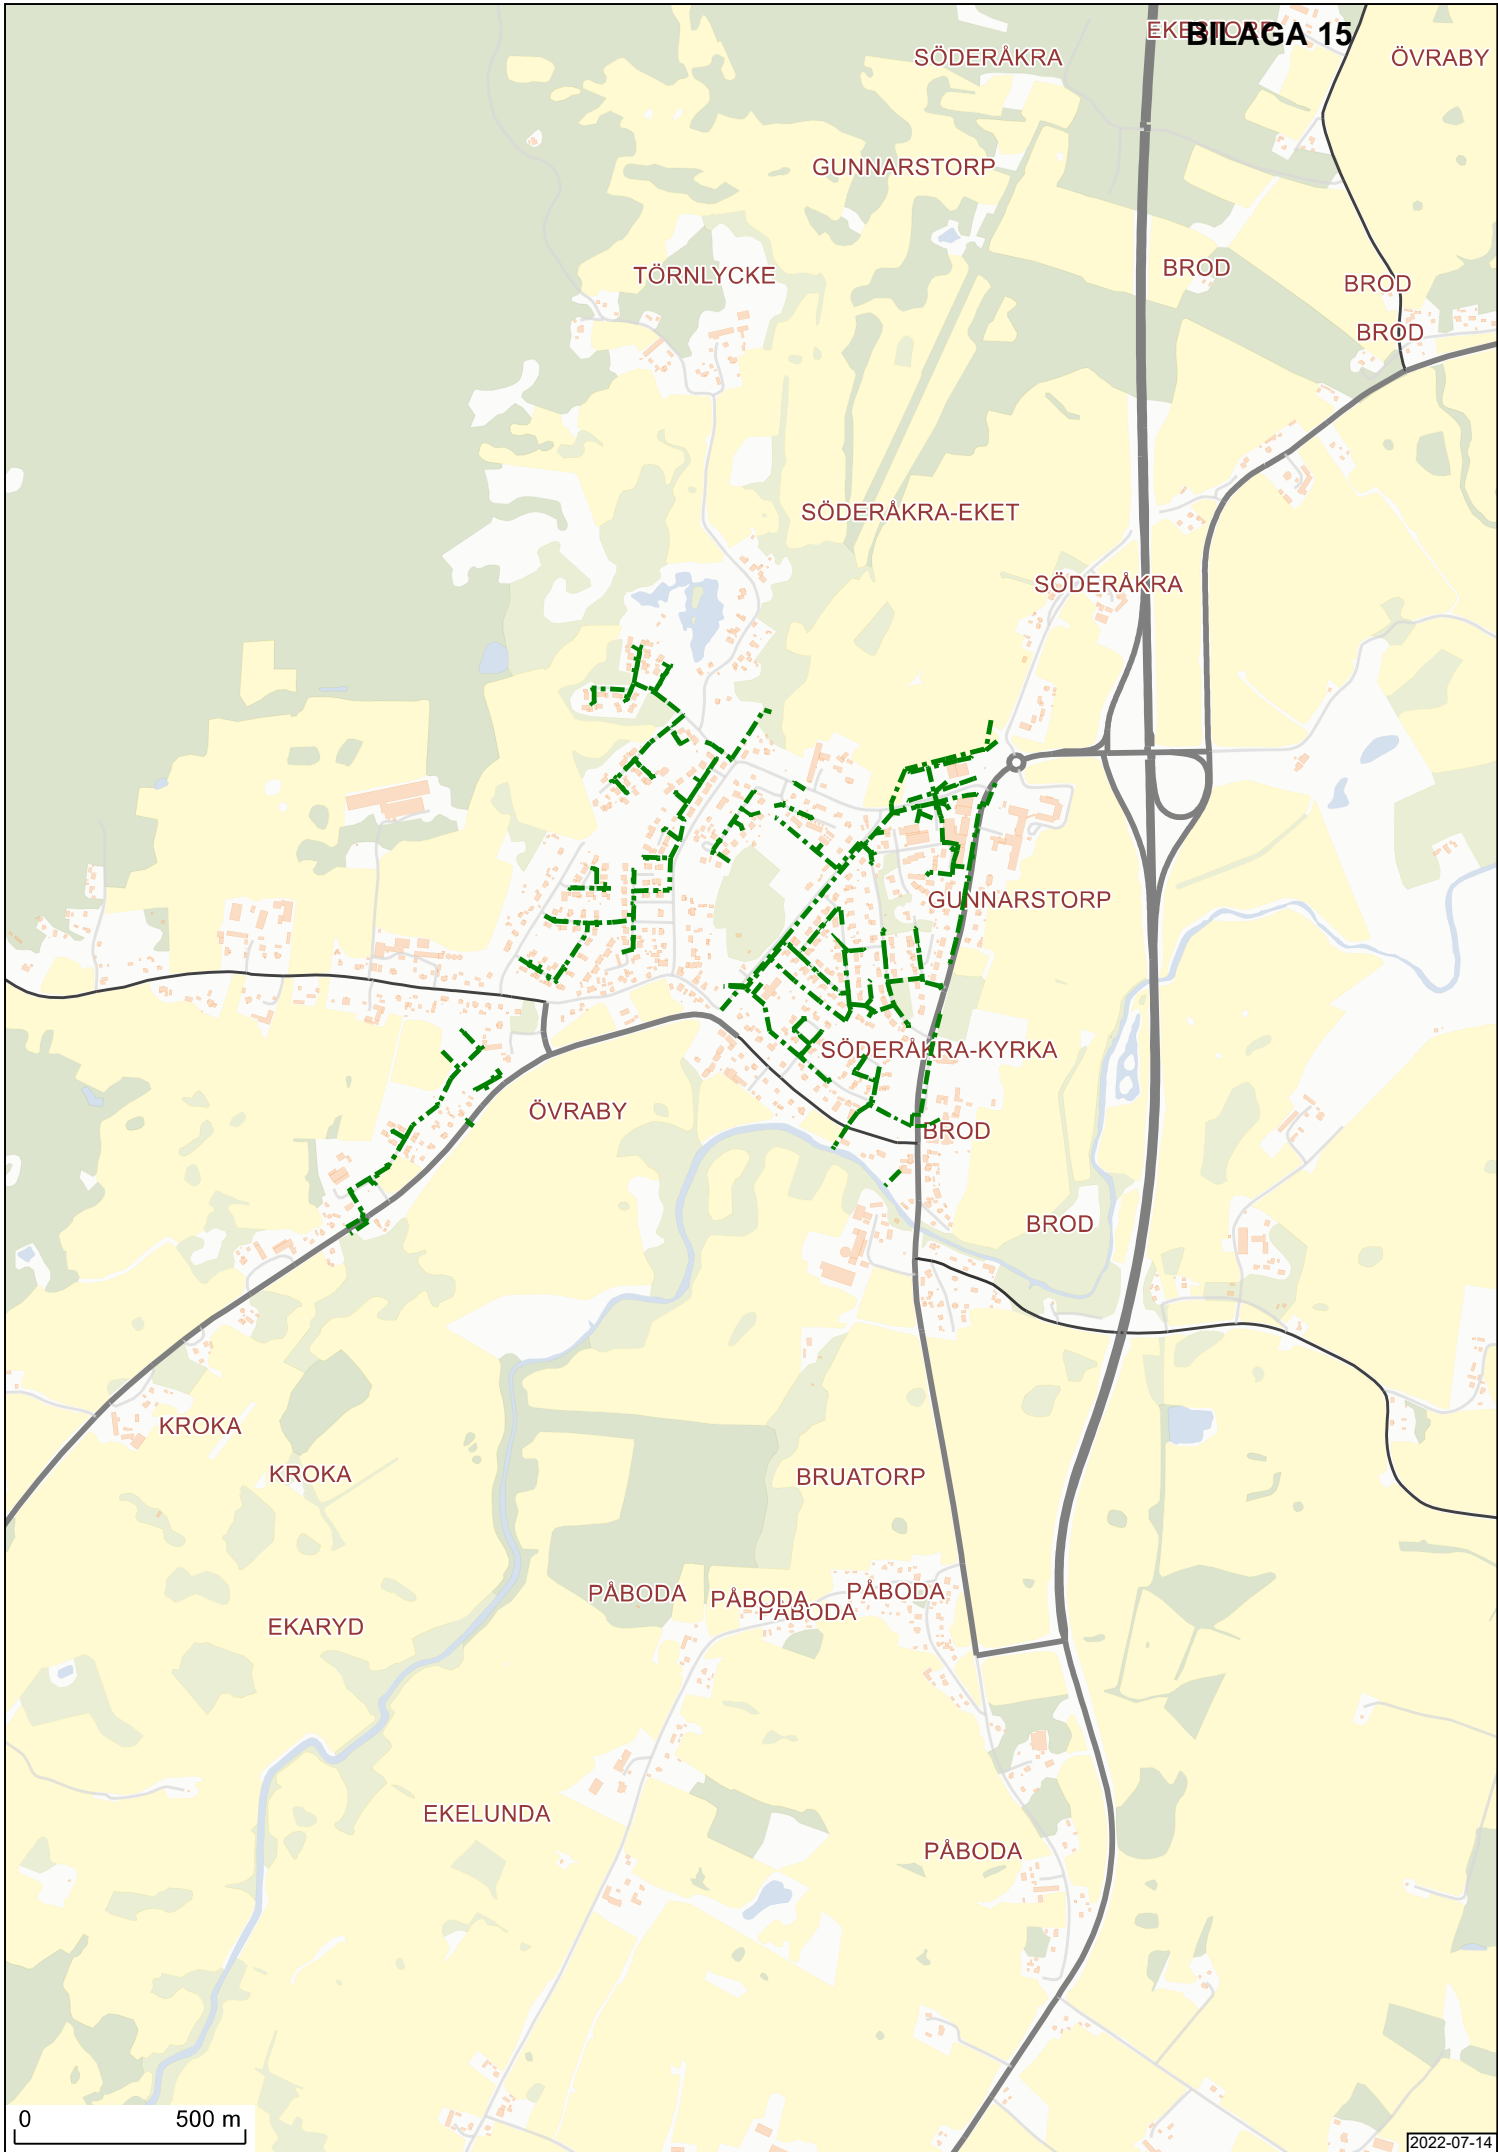 EKESTORP
BILAGA 15
SÖDERÅKRA
ÖVRABY
GUNNARSTORP
BROD
TÖRNLYCKE
BROD
BROD
SÖDERÅKRA-EKET
SÖDERÅKRA
GUNNARSTORP
SÖDERÅKRA-KYRKA
ÖVRABY
BROD
BROD
KROKA
KROKA
BRUATORP
PÅBODA
PÅBODA
PÅBODA
PÅBODA
EKARYD
EKELUNDA
PÅBODA
0 500 m
2022-07-14